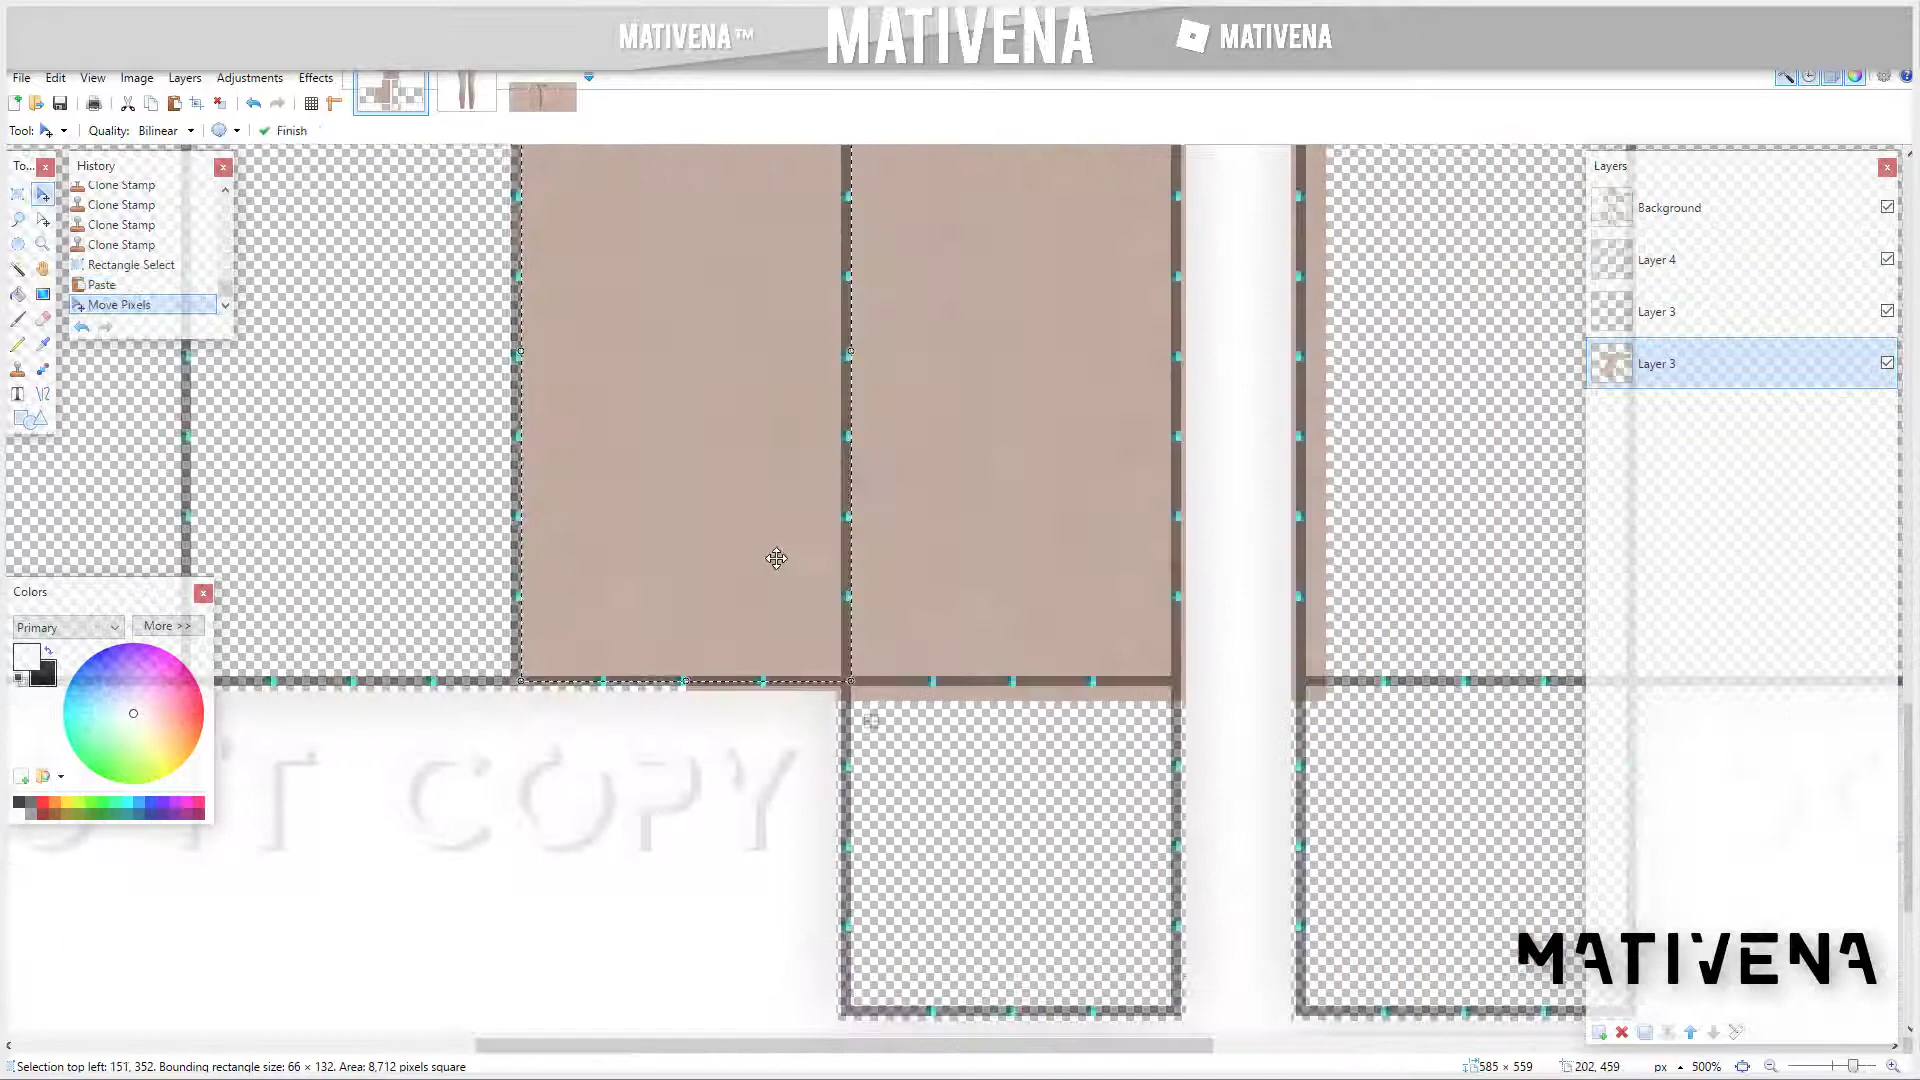 MATIVENA™ MATIVENA MATIVENA
File Edit View Image Layers Adjustments Effects
Tool: Quality: Bilinear Finish
To... History
Clone Stamp
Clone Stamp
Clone Stamp
Clone Stamp
Rectangle Select
Paste
Move Pixels
Layers
Background
Layer 4
Layer 3
Layer 3
Colors
Primary More >>
IT COPY
MATIVENA
Selection top left: 151, 352. Bounding rectangle size: 66 × 132. Area: 8,712 pixels square 585 × 559 202, 459 px 500%